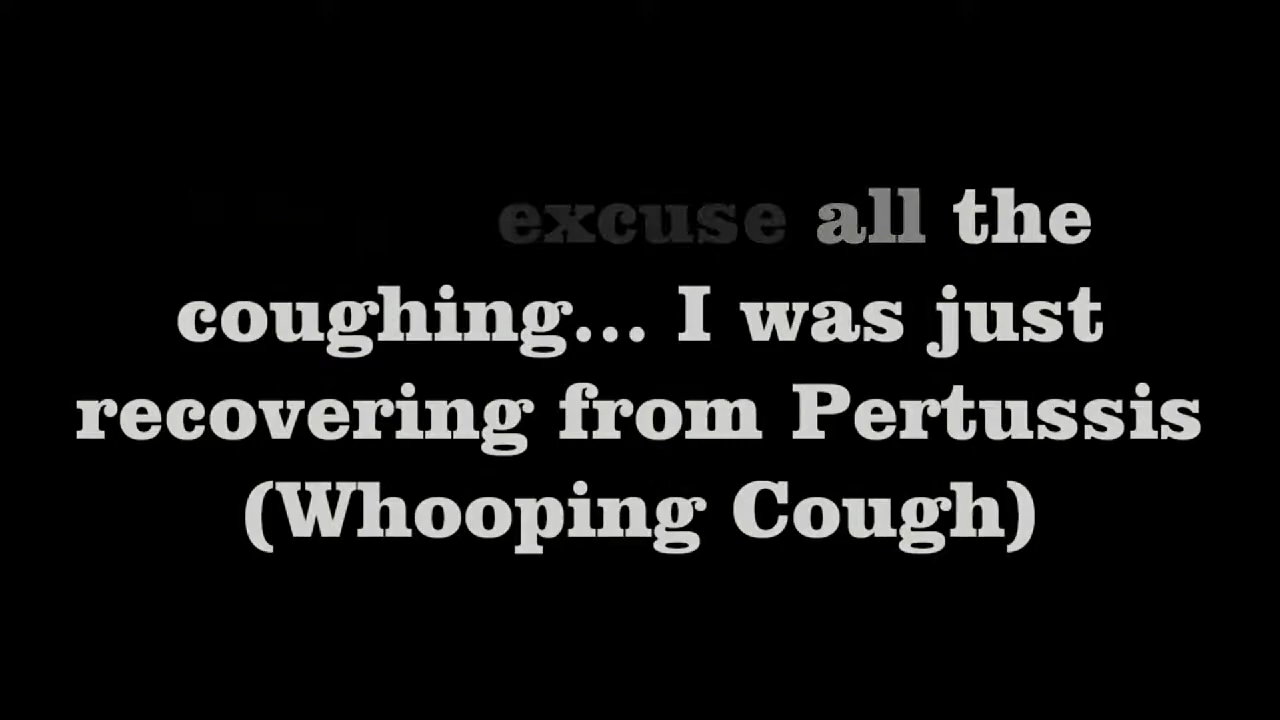 excuse all the
coughing... I was just
recovering from Pertussis
(Whooping Cough)